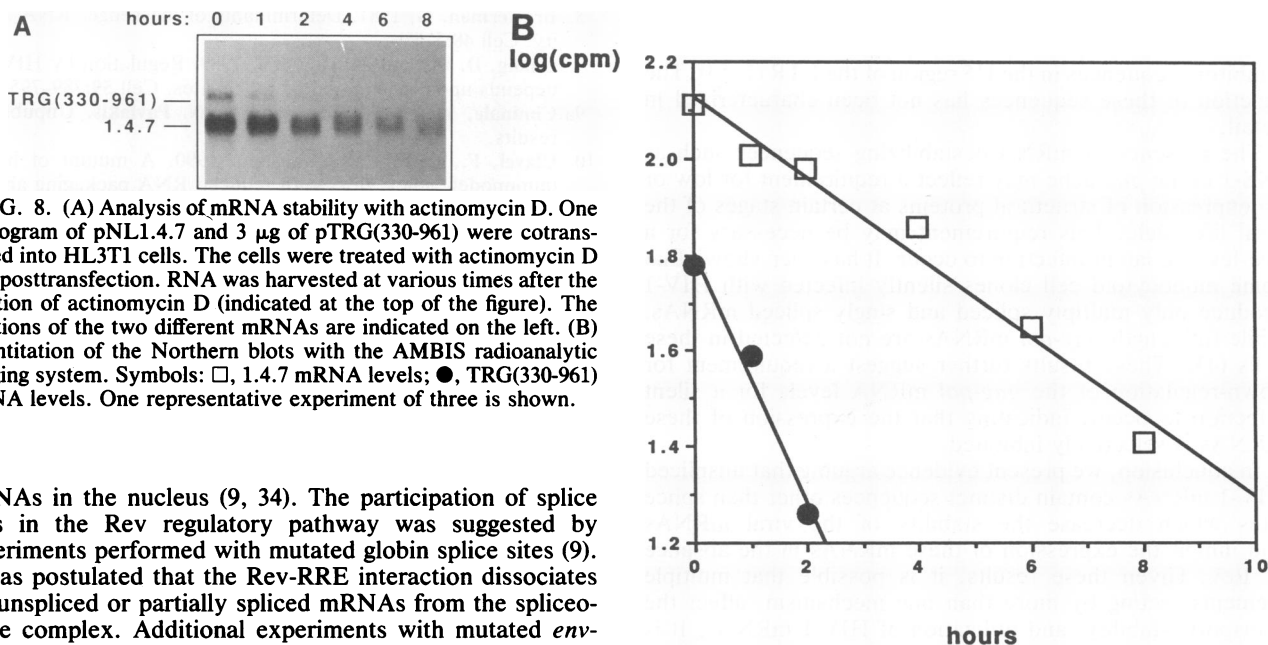 A
hours: 0 1 2 4 6 8
TRG(330-961)
1.4.7
G. 8. (A) Analysis of mRNA stability with actinomycin D. One
ogram of pNL1.4.7 and 3 µg of pTRG(330-961) were cotrans-
ed into HL3T1 cells. The cells were treated with actinomycin D
posttransfection. RNA was harvested at various times after the
tion of actinomycin D (indicated at the top of the figure). The
tions of the two different mRNAs are indicated on the left. (B)
ntitation of the Northern blots with the AMBIS radioanalytic
ing system. Symbols: □, 1.4.7 mRNA levels; ●, TRG(330-961)
NA levels. One representative experiment of three is shown.
NAs in the nucleus (9, 34). The participation of splice
s in the Rev regulatory pathway was suggested by
eriments performed with mutated globin splice sites (9).
as postulated that the Rev-RRE interaction dissociates
unspliced or partially spliced mRNAs from the spliceo-
e complex. Additional experiments with mutated env-
B
log(cpm)
2.2
2.0
1.8
1.6
1.4
1.2
0 2 4 6 8 10
hours